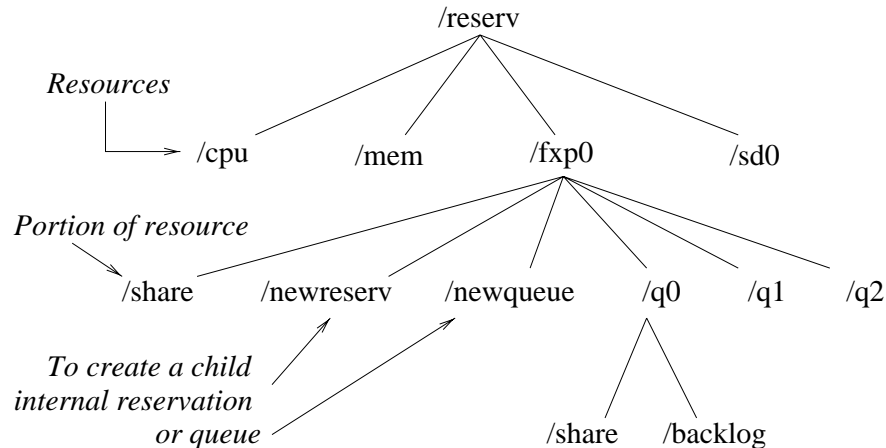 /reserv
Resources
/cpu /mem /fxp0 /sd0
Portion of resource
/share /newreserv /newqueue /q0 /q1 /q2
To create a child
internal reservation
or queue
/share /backlog